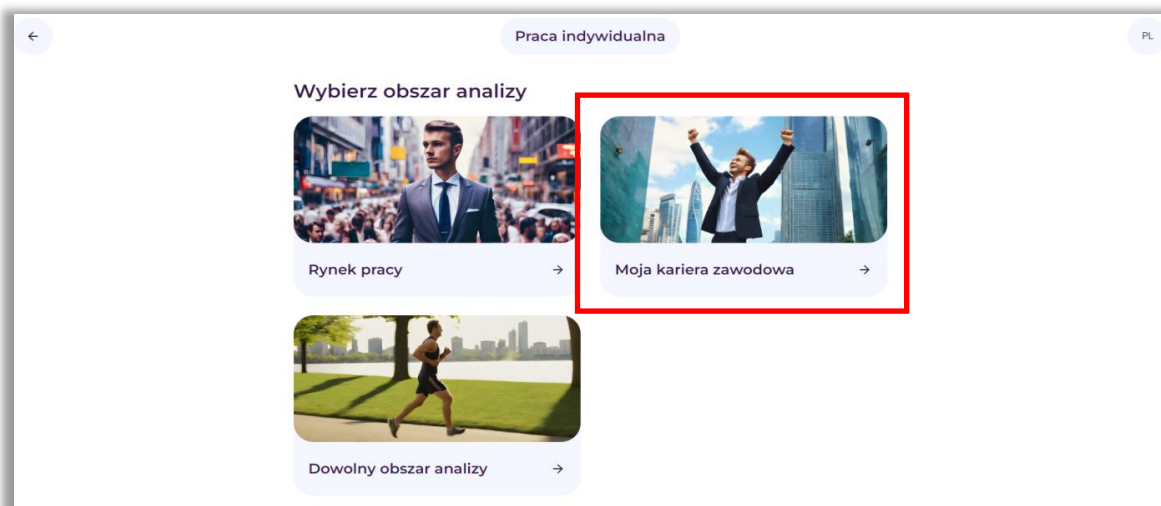 ←
Praca indywidualna
PL
Wybierz obszar analizy
Rynek pracy →
Moja kariera zawodowa →
Dowolny obszar analizy →